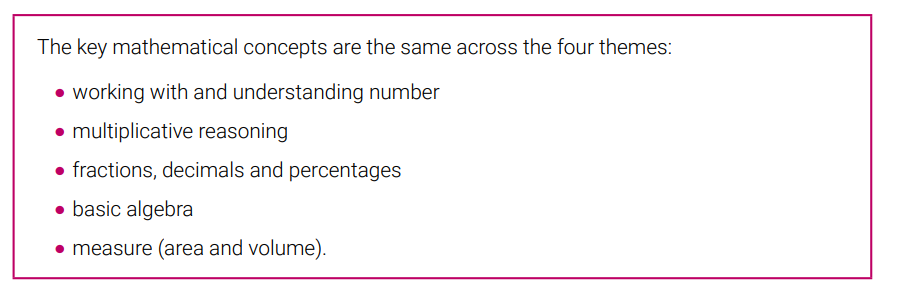 The key mathematical concepts are the same across the four themes:
• working with and understanding number
• multiplicative reasoning
• fractions, decimals and percentages
• basic algebra
• measure (area and volume).